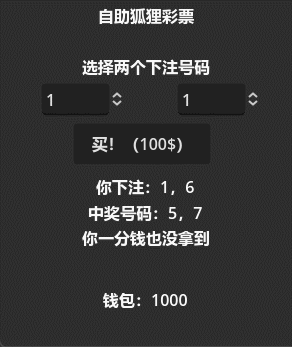 自助狐狸彩票
选择两个下注号码
1 1
买！（100$）
你下注：1，6
中奖号码：5，7
你一分钱也没拿到
钱包：1000